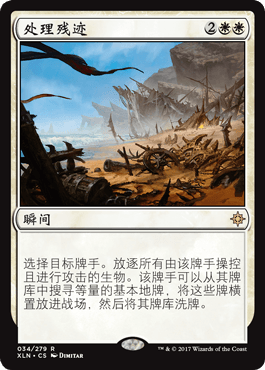 处理残迹 2
瞬间
选择目标牌手。放逐所有由该牌手操控
且进行攻击的生物。该牌手可以从其牌
库中搜寻等量的基本地牌,将这些牌横
置放进战场,然后将其牌库洗牌。
034/279 R
XLN • CS DIMITAR
™ & © 2017 Wizards of the Coast